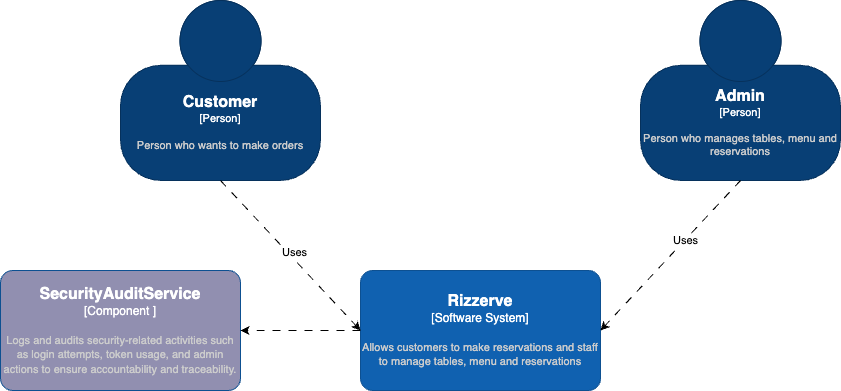 Customer
[Person]
Person who wants to make orders
Admin
[Person]
Person who manages tables, menu and
reservations
Uses
Uses
SecurityAuditService
[Component ]
Logs and audits security-related activities such
as login attempts, token usage, and admin
actions to ensure accountability and traceability.
Rizzerve
[Software System]
Allows customers to make reservations and staff
to manage tables, menu and reservations